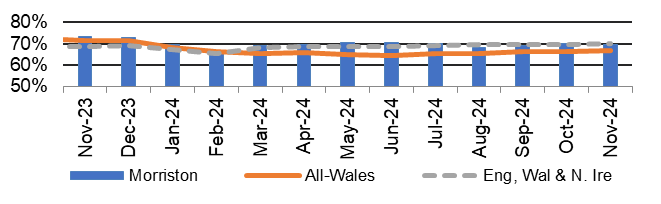 80%
70%
60%
50%
Nov-23
Dec-23
Jan-24
Feb-24
Mar-24
Apr-24
May-24
Jun-24
Jul-24
Aug-24
Sep-24
Oct-24
Nov-24
Morriston All-Wales Eng, Wal & N. Ire